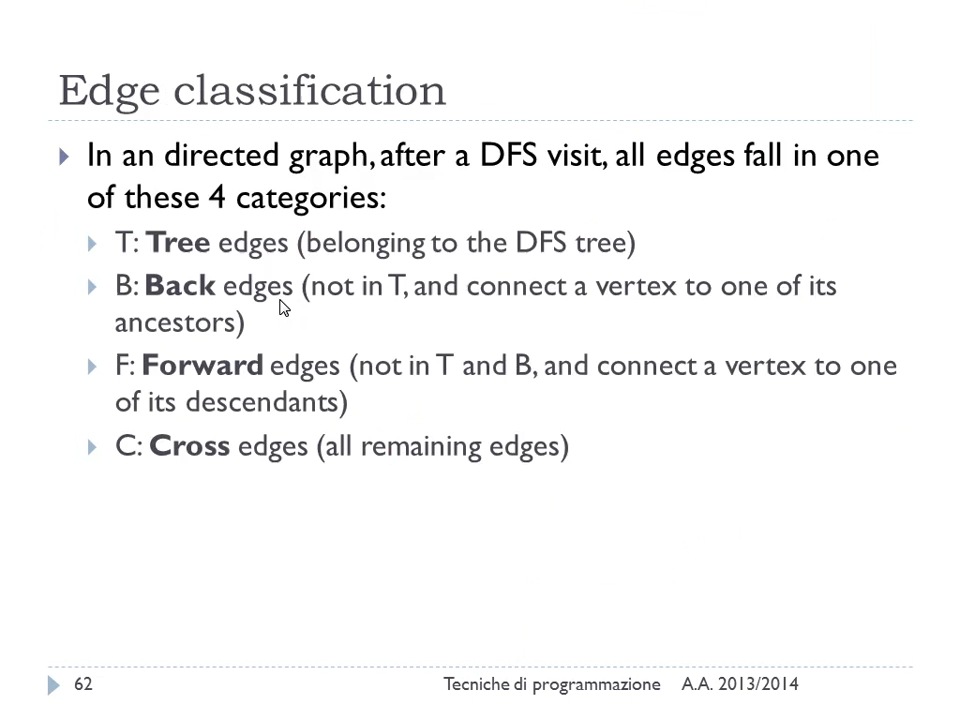 Edge classification
In an directed graph, after a DFS visit, all edges fall in one
of these 4 categories:
T: Tree edges (belonging to the DFS tree)
B: Back edges (not in T, and connect a vertex to one of its
ancestors)
F: Forward edges (not in T and B, and connect a vertex to one
of its descendants)
C: Cross edges (all remaining edges)
62 Tecniche di programmazione A.A. 2013/2014